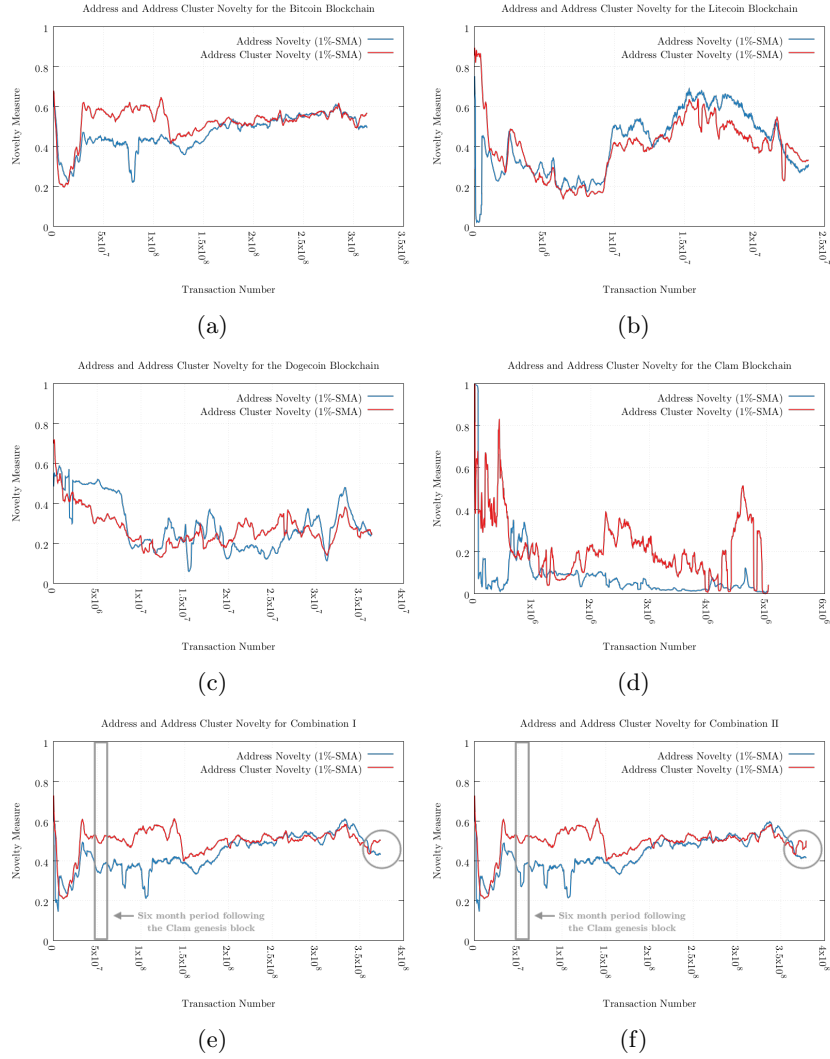 Address and Address Cluster Novelty for the Bitcoin Blockchain
Address Novelty (1%-SMA)
Address Cluster Novelty (1%-SMA)
Novelty Measure
1
0.8
0.6
0.4
0.2
0
0
5x10^7
1x10^8
1.5x10^8
2x10^8
2.5x10^8
3x10^8
3.5x10^8
Transaction Number
(a)
Address and Address Cluster Novelty for the Litecoin Blockchain
Address Novelty (1%-SMA)
Address Cluster Novelty (1%-SMA)
Novelty Measure
1
0.8
0.6
0.4
0.2
0
0
5x10^6
1x10^7
1.5x10^7
2x10^7
2.5x10^7
Transaction Number
(b)
Address and Address Cluster Novelty for the Dogecoin Blockchain
Address Novelty (1%-SMA)
Address Cluster Novelty (1%-SMA)
Novelty Measure
1
0.8
0.6
0.4
0.2
0
0
5x10^6
1x10^7
1.5x10^7
2x10^7
2.5x10^7
3x10^7
3.5x10^7
4x10^7
Transaction Number
(c)
Address and Address Cluster Novelty for the Clam Blockchain
Address Novelty (1%-SMA)
Address Cluster Novelty (1%-SMA)
Novelty Measure
1
0.8
0.6
0.4
0.2
0
0
1x10^6
2x10^6
3x10^6
4x10^6
5x10^6
6x10^6
Transaction Number
(d)
Address and Address Cluster Novelty for Combination I
Address Novelty (1%-SMA)
Address Cluster Novelty (1%-SMA)
Novelty Measure
1
0.8
0.6
0.4
0.2
0
Six month period following
the Clam genesis block
0
5x10^7
1x10^8
1.5x10^8
2x10^8
2.5x10^8
3x10^8
3.5x10^8
4x10^8
Transaction Number
(e)
Address and Address Cluster Novelty for Combination II
Address Novelty (1%-SMA)
Address Cluster Novelty (1%-SMA)
Novelty Measure
1
0.8
0.6
0.4
0.2
0
Six month period following
the Clam genesis block
0
5x10^7
1x10^8
1.5x10^8
2x10^8
2.5x10^8
3x10^8
3.5x10^8
4x10^8
Transaction Number
(f)